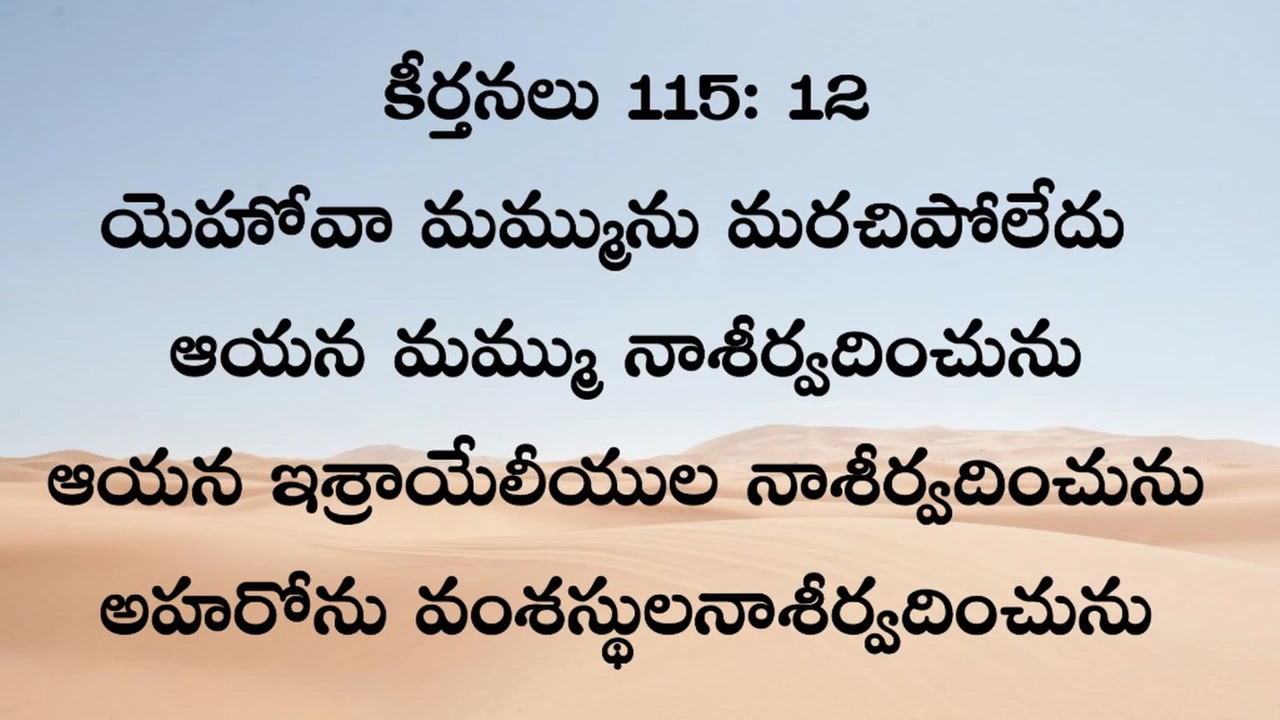 కీర్తనలు 115: 12
యెహోవా మమ్మును మరచిపోలేదు
ఆయన మమ్ము నాశీర్వదించును
ఆయన ఇశ్రాయేలీయుల నాశీర్వదించును
అహరోను వంశస్థులనాశీర్వదించును